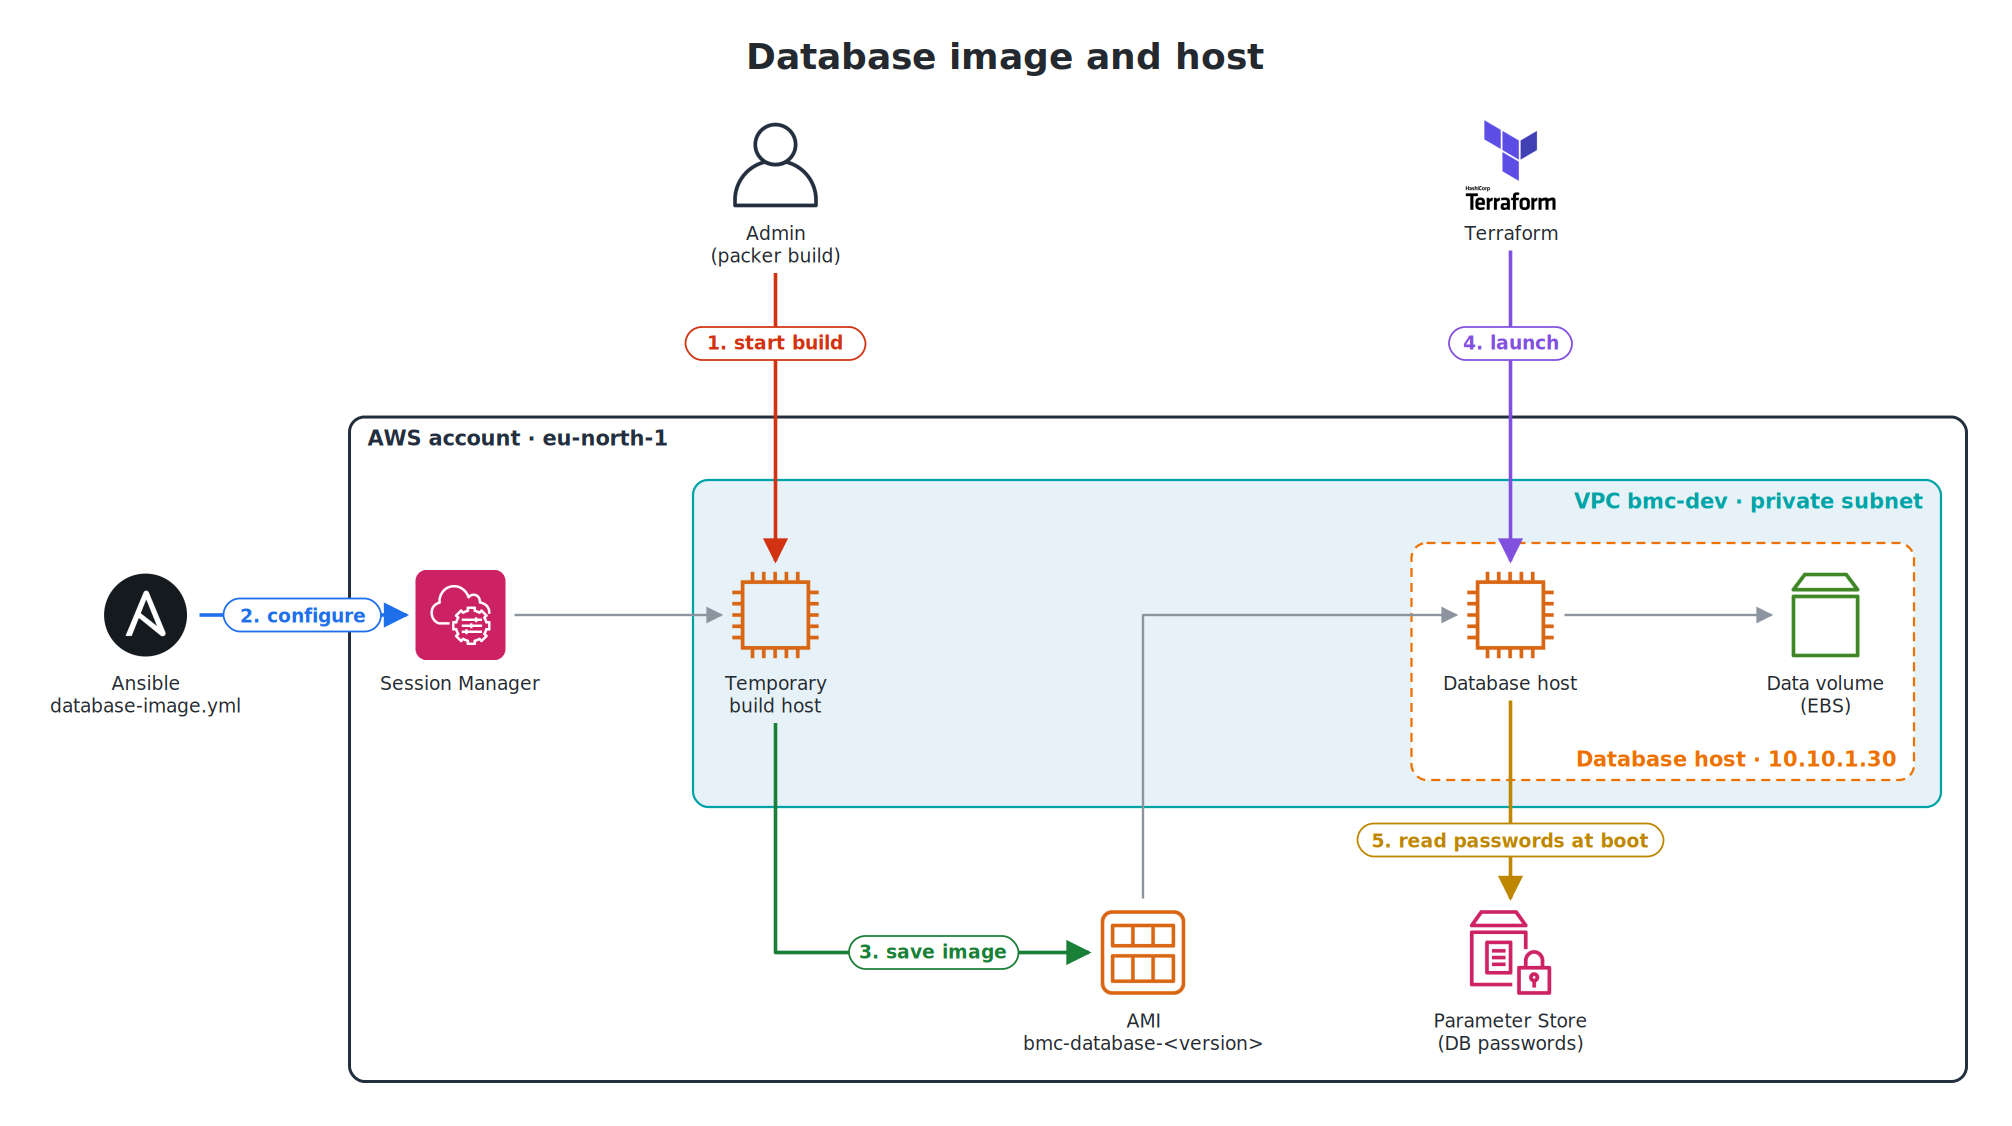 Database image and host
HashiCorp
Terraform
Admin
(packer build)
Terraform
1. start build
4. launch
AWS account · eu-north-1
VPC bmc-dev · private subnet
2. configure
Ansible
database-image.yml
Session Manager
Temporary
build host
Database host
Data volume
(EBS)
Database host · 10.10.1.30
5. read passwords at boot
3. save image
AMI
bmc-database-<version>
Parameter Store
(DB passwords)